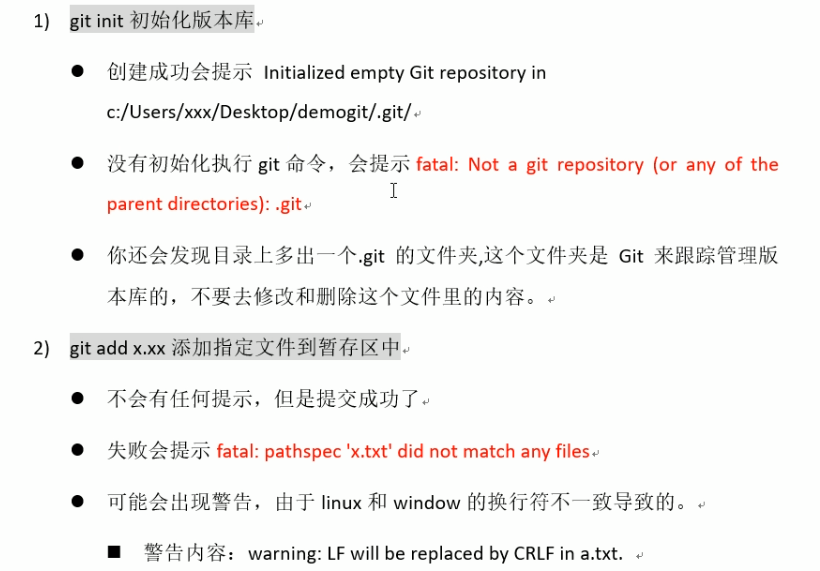 1) git init 初始化版本库
● 创建成功会提示 Initialized empty Git repository in
c:/Users/xxx/Desktop/demogit/.git/
● 没有初始化执行 git 命令，会提示 fatal: Not a git repository (or any of the
parent directories): .git
● 你还会发现目录上多出一个.git 的文件夹,这个文件夹是 Git 来跟踪管理版
本库的，不要去修改和删除这个文件里的内容。
2) git add x.xx 添加指定文件到暂存区中
● 不会有任何提示，但是提交成功了
● 失败会提示 fatal: pathspec 'x.txt' did not match any files
● 可能会出现警告，由于 linux 和 window 的换行符不一致导致的。
■ 警告内容：warning: LF will be replaced by CRLF in a.txt.